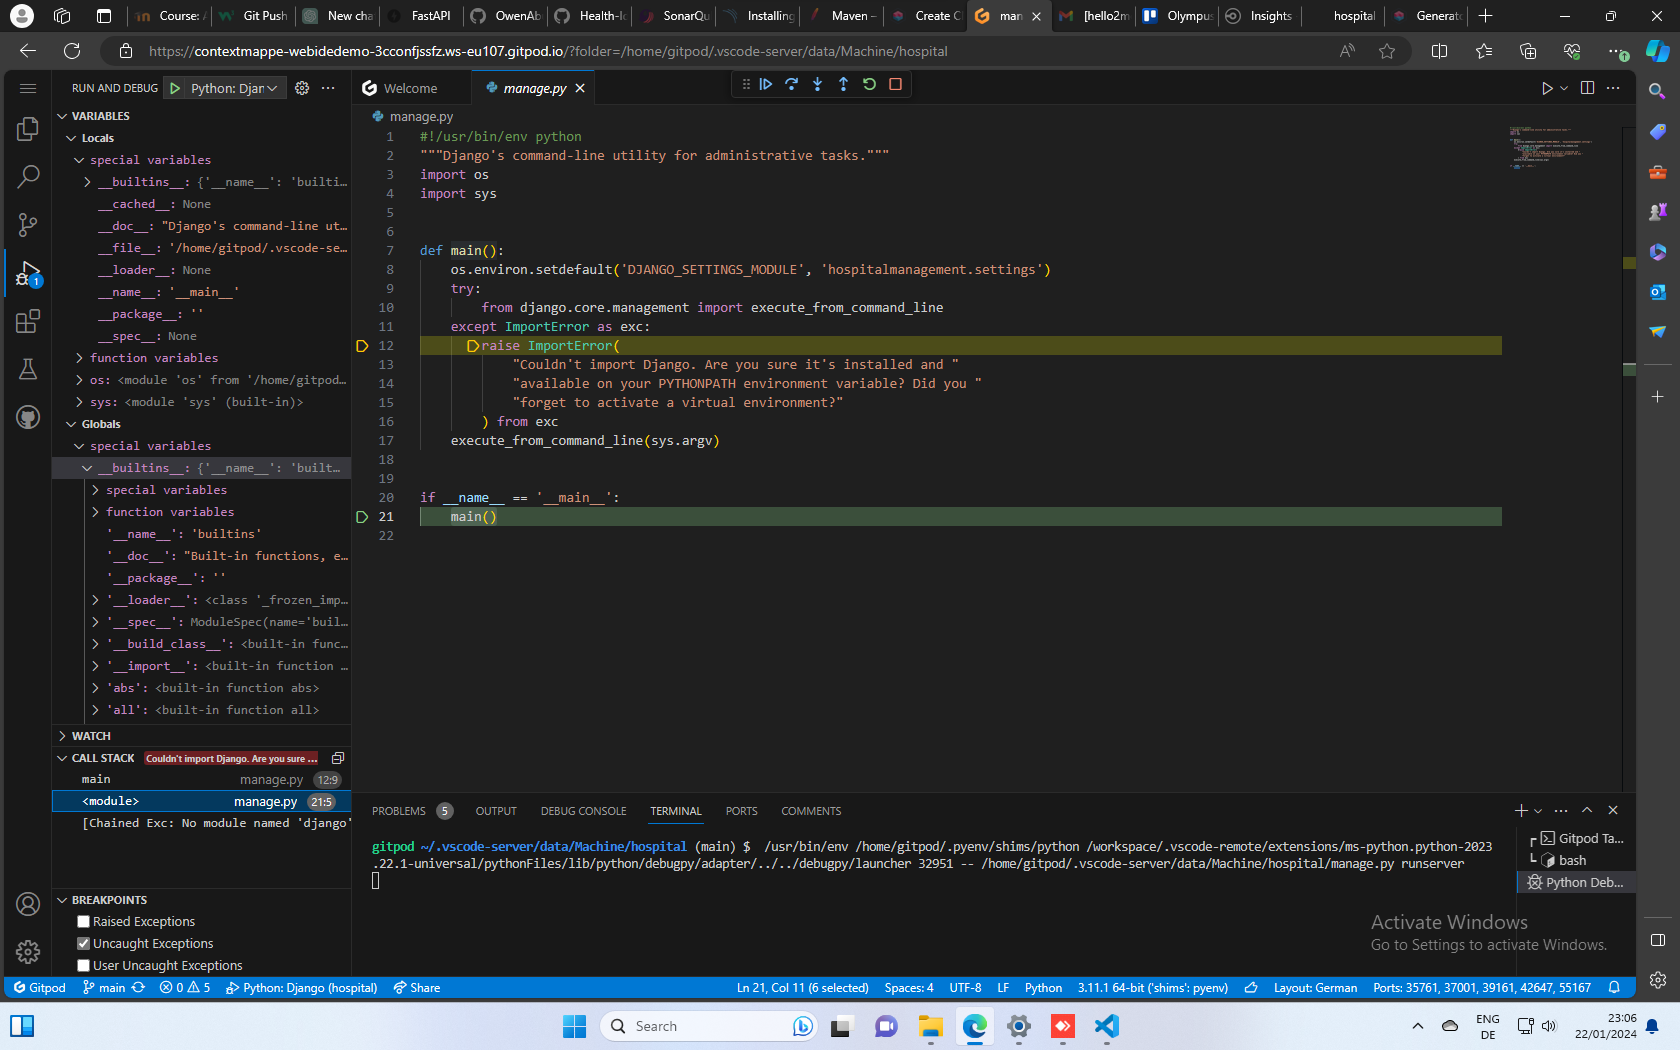 Course: A
Git Push
New cha
FastAPI
OwenAb
Health-Ic
SonarQu
Installing
Maven –
Create C
man
[hello2m
Olympus
Insights
hospital
Generate
https://contextmappe-webidedemo-3cconfjssfz.ws-eu107.gitpod.io/?folder=/home/gitpod/.vscode-server/data/Machine/hospital
RUN AND DEBUG
Python: Djar
Welcome
manage.py
VARIABLES
Locals
special variables
__builtins__: {'__name__': 'builti...
__cached__: None
__doc__: "Django's command-line ut...
__file__: '/home/gitpod/.vscode-se...
__loader__: None
__name__: '__main__'
__package__: ''
__spec__: None
function variables
os: <module 'os' from '/home/gitpod...
sys: <module 'sys' (built-in)>
Globals
special variables
__builtins__: {'__name__': 'built...
special variables
function variables
'__name__': 'builtins'
'__doc__': "Built-in functions, e...
'__package__': ''
'__loader__': <class '_frozen_imp...
'__spec__': ModuleSpec(name='buil...
'__build_class__': <built-in func...
'__import__': <built-in function ...
'abs': <built-in function abs>
'all': <built-in function all>
WATCH
CALL STACK
Couldn't import Django. Are you sure ...
main manage.py 12:9
<module> manage.py 21:5
[Chained Exc: No module named 'django'
BREAKPOINTS
Raised Exceptions
Uncaught Exceptions
User Uncaught Exceptions
manage.py
1 #!/usr/bin/env python
2 """Django's command-line utility for administrative tasks."""
3 import os
4 import sys
5
6
7 def main():
8 os.environ.setdefault('DJANGO_SETTINGS_MODULE', 'hospitalmanagement.settings')
9 try:
10 from django.core.management import execute_from_command_line
11 except ImportError as exc:
12 raise ImportError(
13 "Couldn't import Django. Are you sure it's installed and "
14 "available on your PYTHONPATH environment variable? Did you "
15 "forget to activate a virtual environment?"
16 ) from exc
17 execute_from_command_line(sys.argv)
18
19
20 if __name__ == '__main__':
21 main()
22
PROBLEMS 5
OUTPUT
DEBUG CONSOLE
TERMINAL
PORTS
COMMENTS
gitpod ~/.vscode-server/data/Machine/hospital (main) $ /usr/bin/env /home/gitpod/.pyenv/shims/python /workspace/.vscode-remote/extensions/ms-python.python-2023
.22.1-universal/pythonFiles/lib/python/debugpy/adapter/../../debugpy/launcher 32951 -- /home/gitpod/.vscode-server/data/Machine/hospital/manage.py runserver
Gitpod Ta...
bash
Python Deb...
Activate Windows
Go to Settings to activate Windows.
Gitpod
main
0 5
Python: Django (hospital)
Share
Ln 21, Col 11 (6 selected)
Spaces: 4
UTF-8
LF
Python
3.11.1 64-bit ('shims': pyenv)
Layout: German
Ports: 35761, 37001, 39161, 42647, 55167
Search
ENG
DE
23:06
22/01/2024